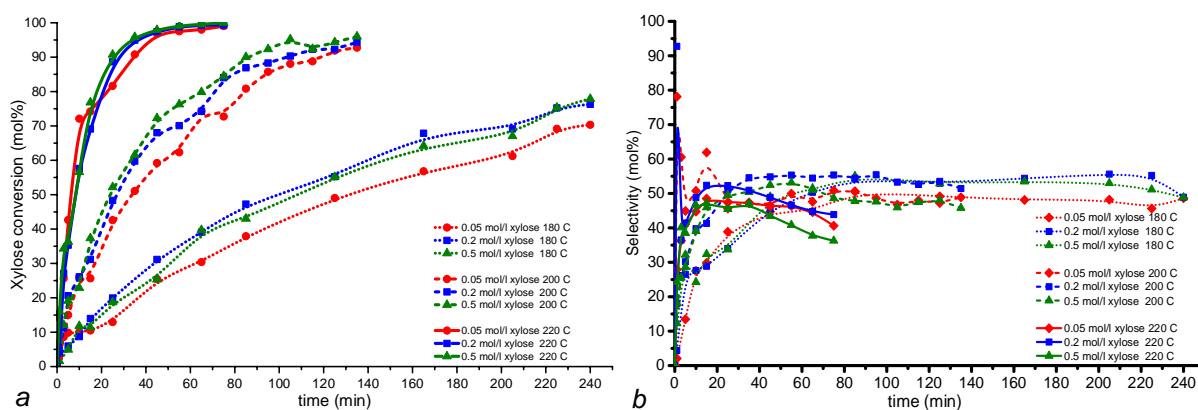 Xylose conversion (mol%)
100
90
80
70
60
50
40
30
20
10
0
0 20 40 60 80 100 120 140 160 180 200 220 240
time (min)
0.05 mol/l xylose 180 C
0.2 mol/l xylose 180 C
0.5 mol/l xylose 180 C
0.05 mol/l xylose 200 C
0.2 mol/l xylose 200 C
0.5 mol/l xylose 200 C
0.05 mol/l xylose 220 C
0.2 mol/l xylose 220 C
0.5 mol/l xylose 220 C
a
Selectivity (mol%)
100
90
80
70
60
50
40
30
20
10
0
0 20 40 60 80 100 120 140 160 180 200 220 240
time (min)
0.05 mol/l xylose 180 C
0.2 mol/l xylose 180 C
0.5 mol/l xylose 180 C
0.05 mol/l xylose 200 C
0.2 mol/l xylose 200 C
0.5 mol/l xylose 200 C
0.05 mol/l xylose 220 C
0.2 mol/l xylose 220 C
0.5 mol/l xylose 220 C
b